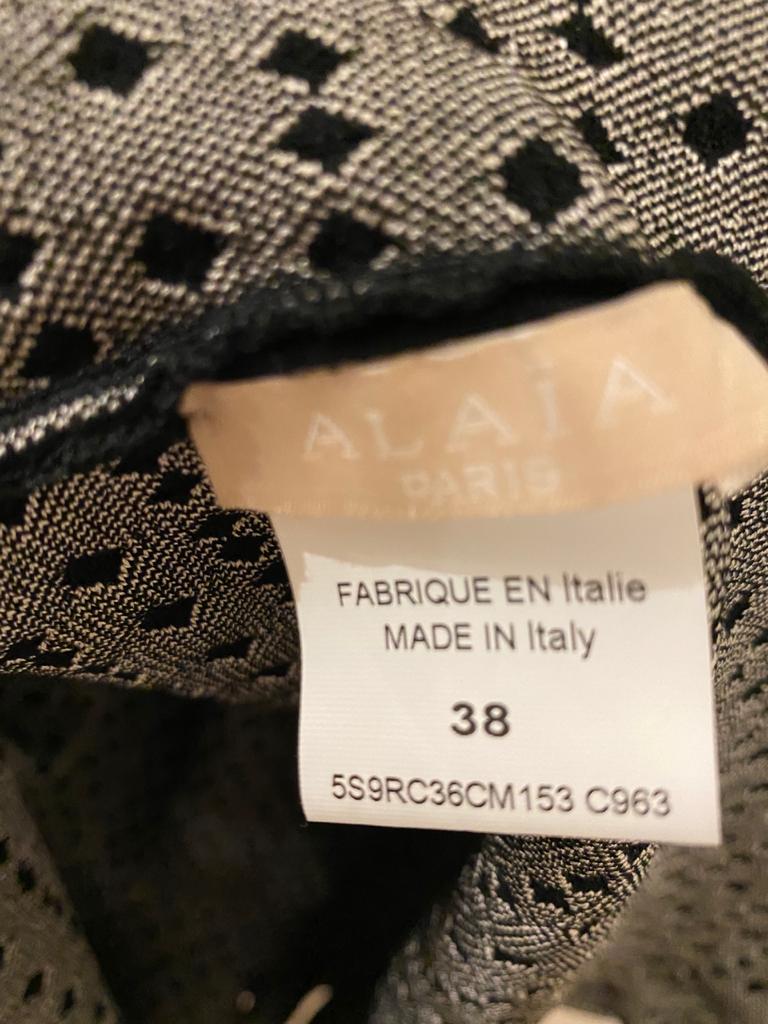 ALAÏA
PARIS
FABRIQUE EN Italie
MADE IN Italy
38
5S9RC36CM153 C963